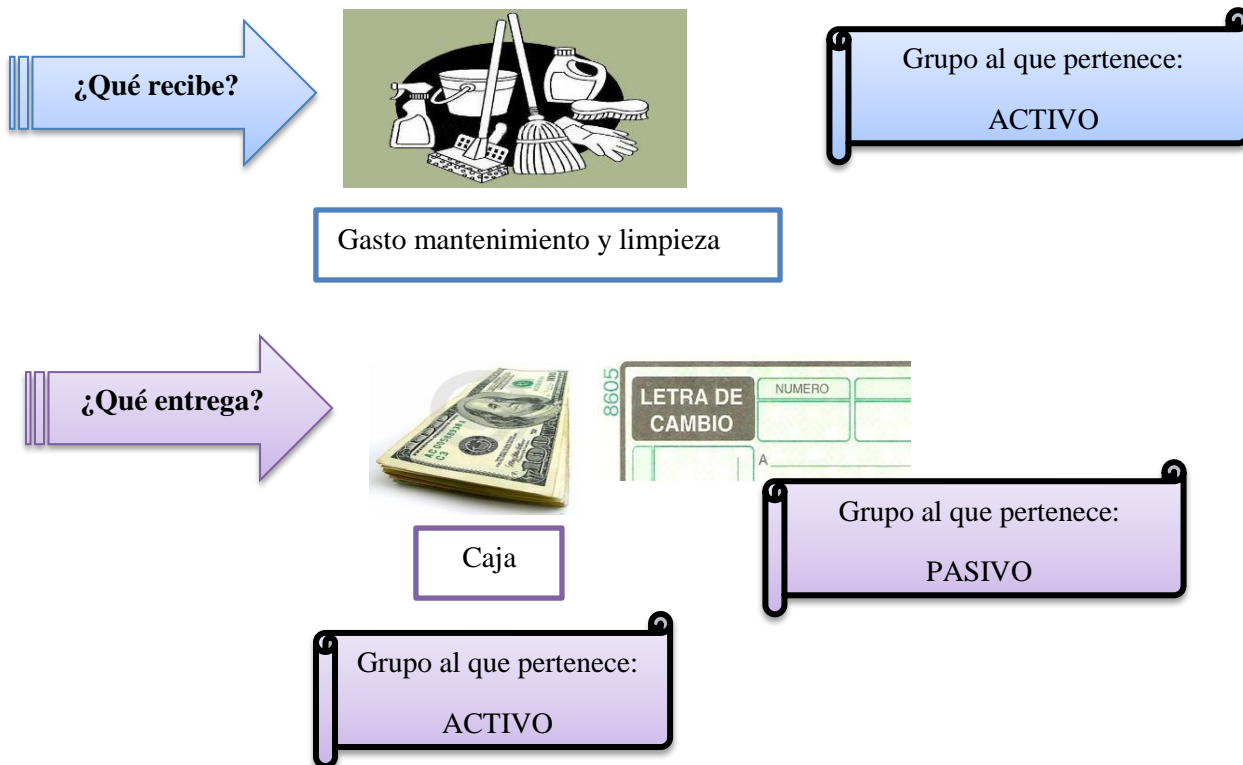 ¿Qué recibe?
Grupo al que pertenece:
ACTIVO
Gasto mantenimiento y limpieza
¿Qué entrega?
8605
LETRA DE
CAMBIO
NUMERO
A
Caja
Grupo al que pertenece:
PASIVO
Grupo al que pertenece:
ACTIVO